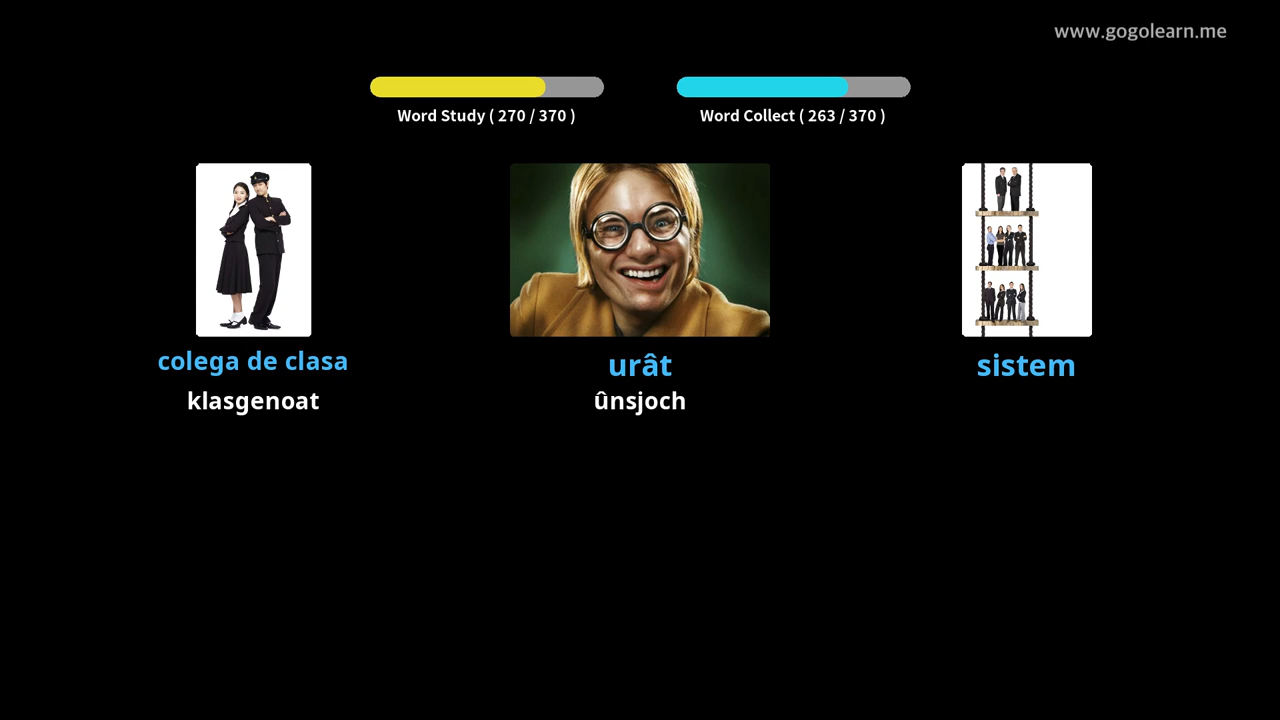 www.gogolearn.me
Word Study ( 270 / 370 )
Word Collect ( 263 / 370 )
colega de clasa
klasgenoat
urât
ûnsjoch
sistem